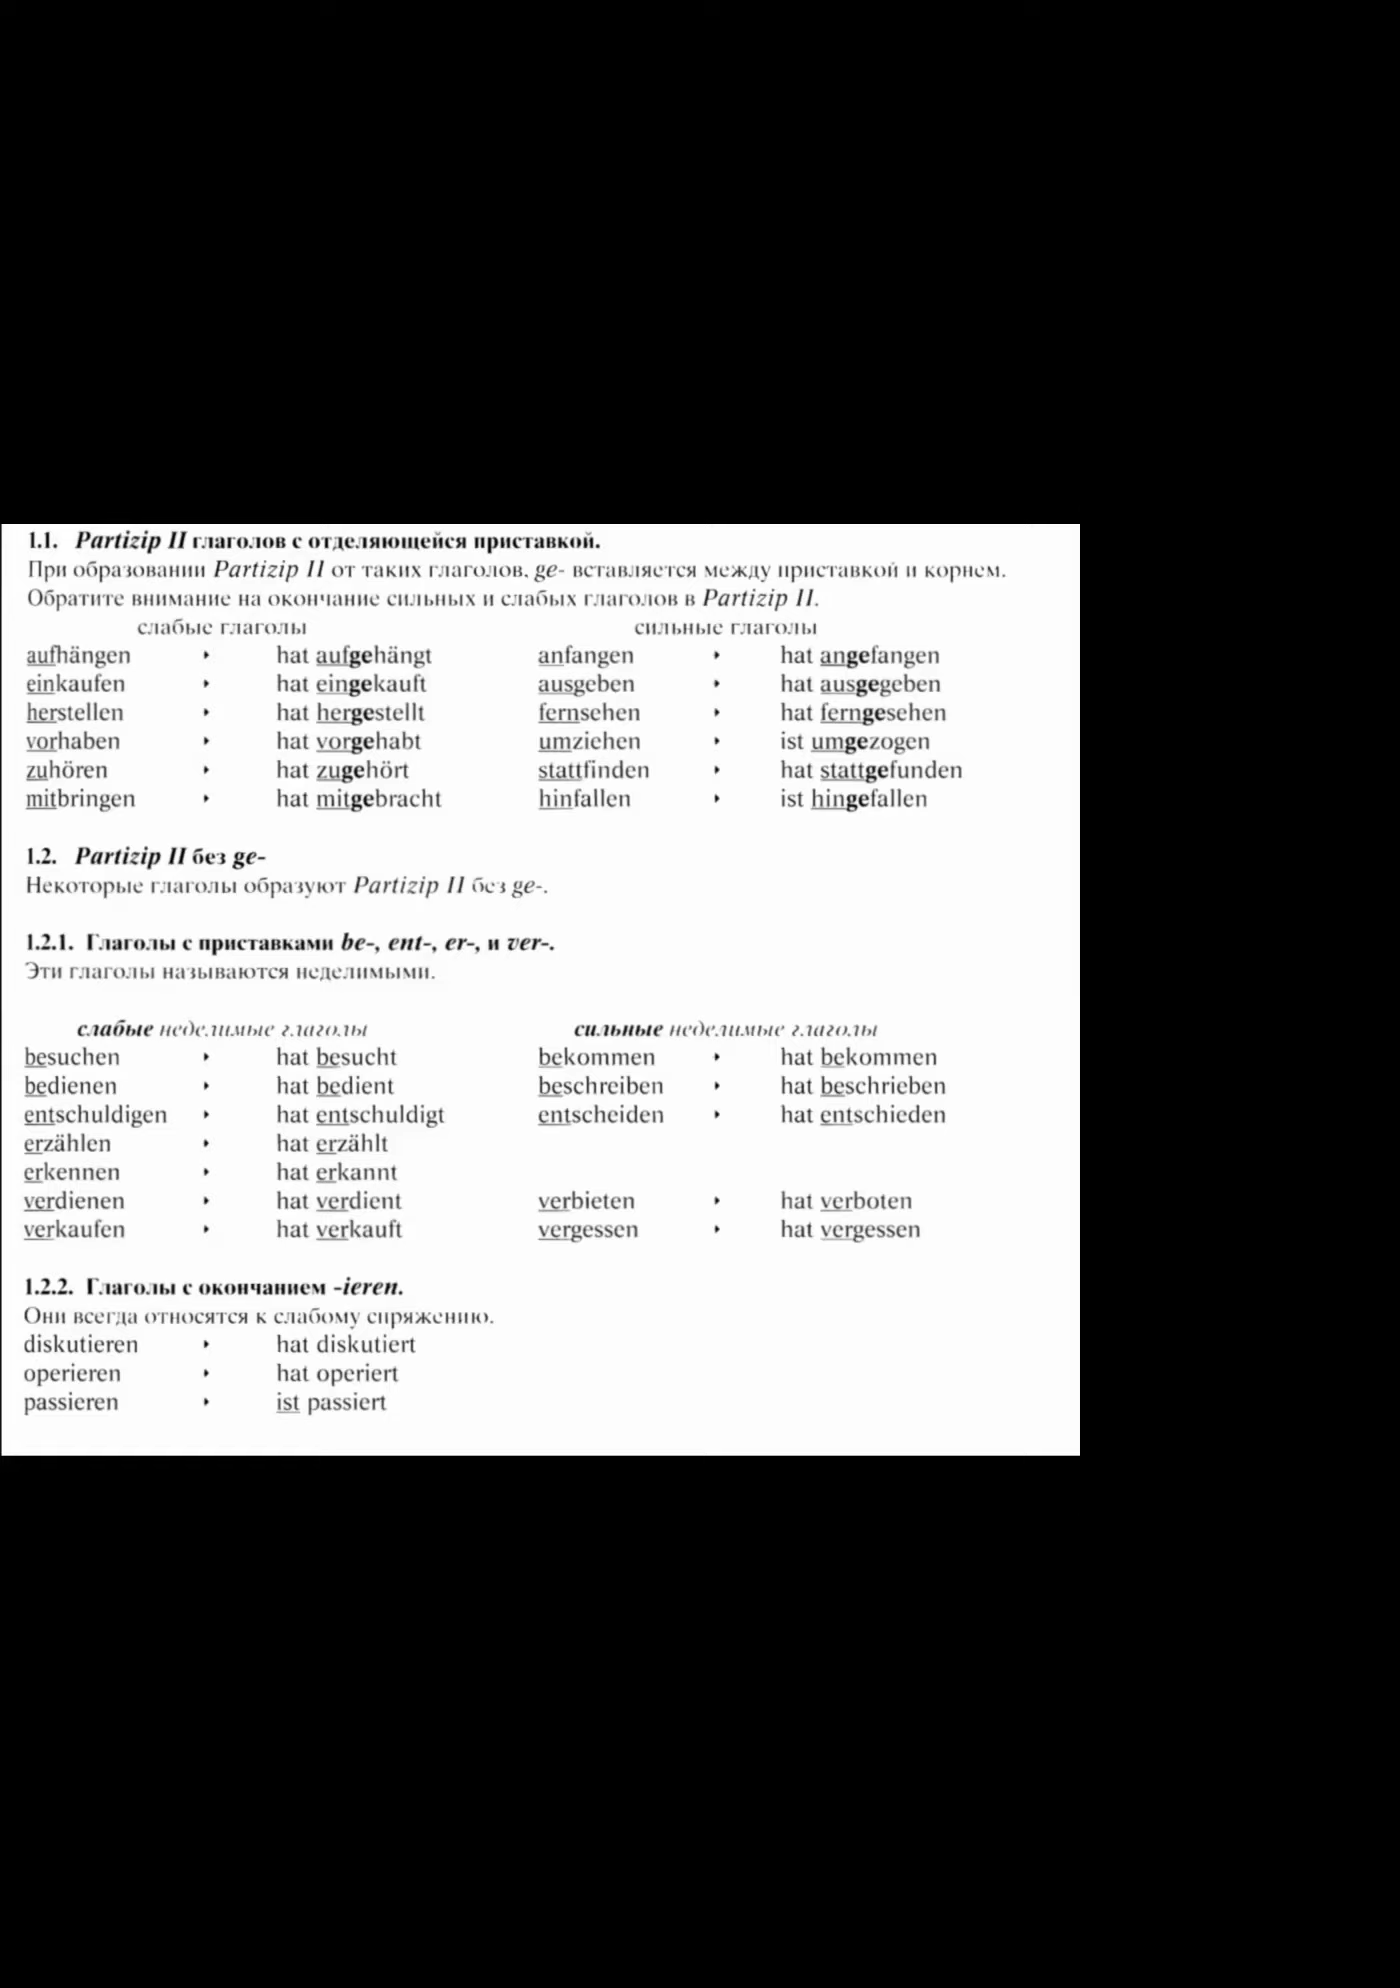 1.1. Partizip II глаголов с отделяющейся приставкой.
При образовании Partizip II от таких глаголов, ge- вставляется между приставкой и корнем.
Обратите внимание на окончание сильных и слабых глаголов в Partizip II.
слабые глаголы сильные глаголы
aufhängen ‣ hat aufgehängt anfangen ‣ hat angefangen
einkaufen ‣ hat eingekauft ausgeben ‣ hat ausgegeben
herstellen ‣ hat hergestellt fernsehen ‣ hat ferngesehen
vorhaben ‣ hat vorgehabt umziehen ‣ ist umgezogen
zuhören ‣ hat zugehört stattfinden ‣ hat stattgefunden
mitbringen ‣ hat mitgebracht hinfallen ‣ ist hingefallen
1.2. Partizip II без ge-
Некоторые глаголы образуют Partizip II без ge-.
1.2.1. Глаголы с приставками be-, ent-, er-, и ver-.
Эти глаголы называются неделимыми.
слабые неделимые глаголы сильные неделимые глаголы
besuchen ‣ hat besucht bekommen ‣ hat bekommen
bedienen ‣ hat bedient beschreiben ‣ hat beschrieben
entschuldigen ‣ hat entschuldigt entscheiden ‣ hat entschieden
erzählen ‣ hat erzählt
erkennen ‣ hat erkannt
verdienen ‣ hat verdient verbieten ‣ hat verboten
verkaufen ‣ hat verkauft vergessen ‣ hat vergessen
1.2.2. Глаголы с окончанием -ieren.
Они всегда относятся к слабому спряжению.
diskutieren ‣ hat diskutiert
operieren ‣ hat operiert
passieren ‣ ist passiert